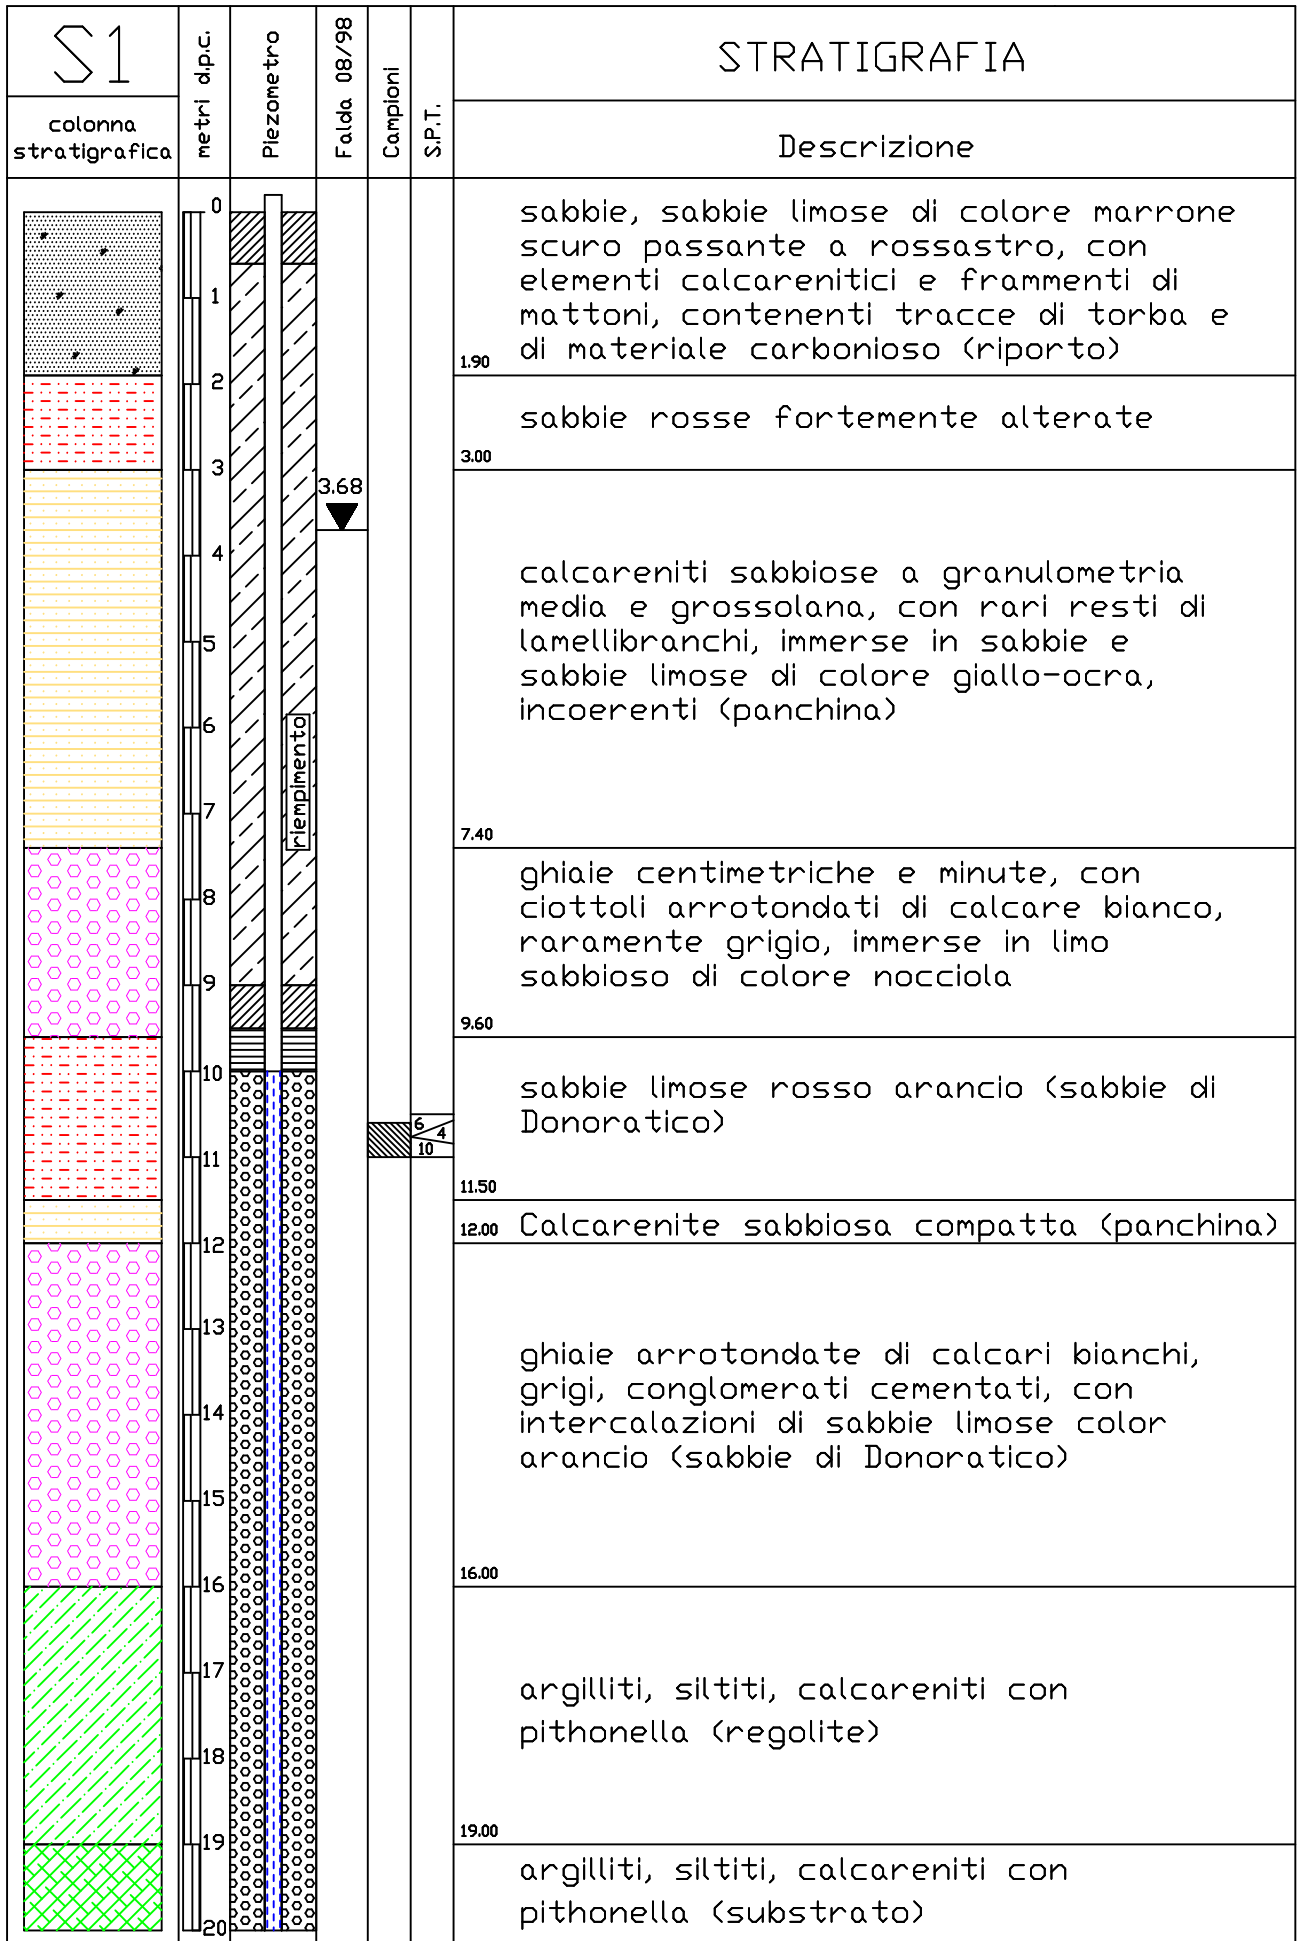 S1
colonna
stratigrafica
metri d.p.c.
Piezometro
Falda 08/98
Campioni
S.P.T.
STRATIGRAFIA
Descrizione
0
1
2
3
4
5
6
7
8
9
10
11
12
13
14
15
16
17
18
19
20
riempimento
3.68
6
4
10
sabbie, sabbie limose di colore marrone
scuro passante a rossastro, con
elementi calcarenitici e frammenti di
mattoni, contenenti tracce di torba e
di materiale carbonioso (riporto)
1.90
sabbie rosse fortemente alterate
3.00
calcareniti sabbiose a granulometria
media e grossolana, con rari resti di
lamellibranchi, immerse in sabbie e
sabbie limose di colore giallo-ocra,
incoerenti (panchina)
7.40
ghiaie centimetriche e minute, con
ciottoli arrotondati di calcare bianco,
raramente grigio, immerse in limo
sabbioso di colore nocciola
9.60
sabbie limose rosso arancio (sabbie di
Donoratico)
11.50
12.00 Calcarenite sabbiosa compatta (panchina)
ghiaie arrotondate di calcari bianchi,
grigi, conglomerati cementati, con
intercalazioni di sabbie limose color
arancio (sabbie di Donoratico)
16.00
argilliti, siltiti, calcareniti con
pithonella (regolite)
19.00
argilliti, siltiti, calcareniti con
pithonella (substrato)